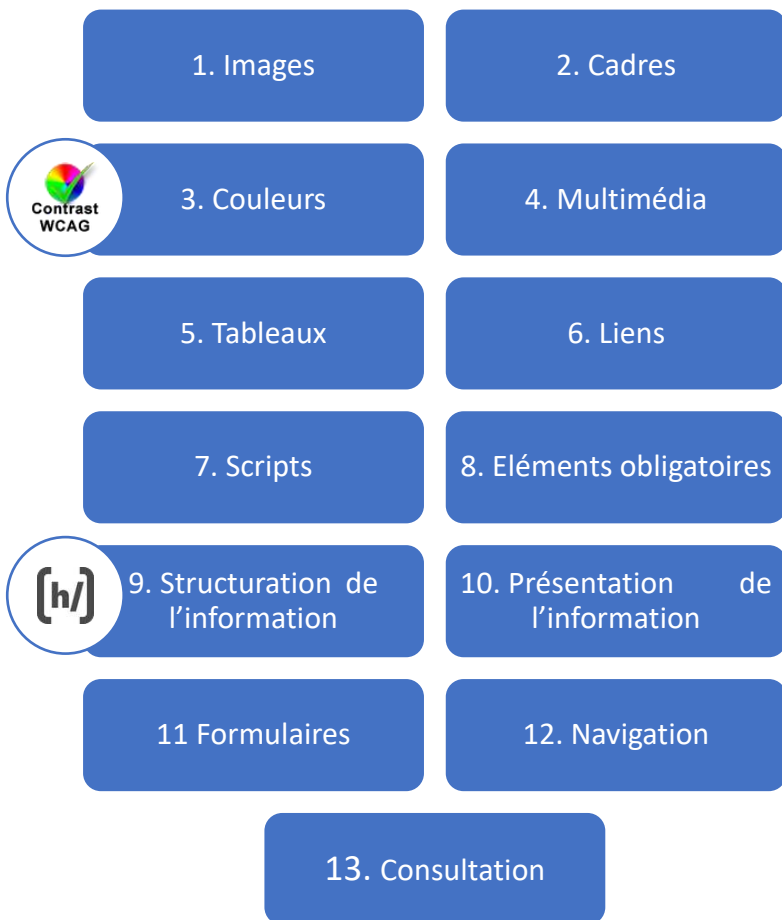 1. Images
2. Cadres
Contrast
WCAG
3. Couleurs
4. Multimédia
5. Tableaux
6. Liens
7. Scripts
8. Eléments obligatoires
[h/]
9. Structuration de
l’information
10. Présentation de
l’information
11 Formulaires
12. Navigation
13. Consultation